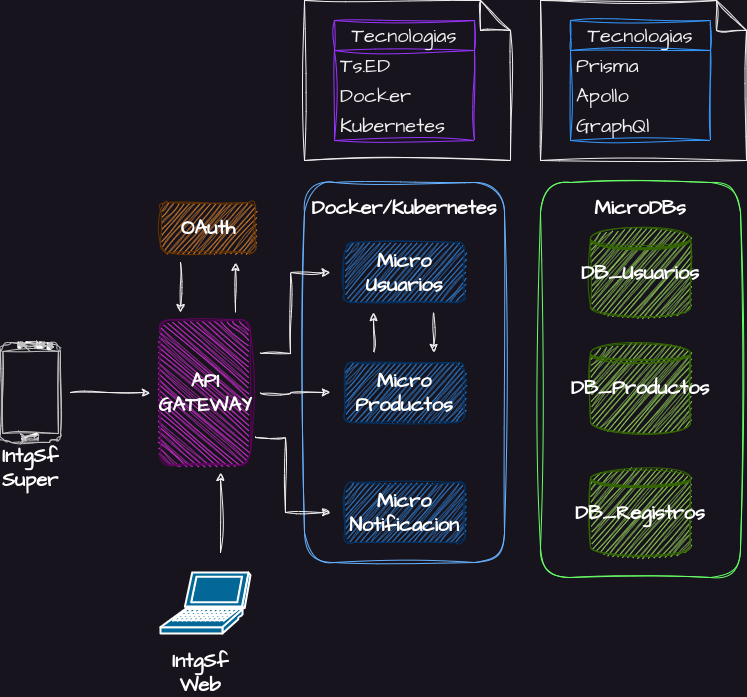 Tecnologias
Ts.ED
Docker
Kubernetes
Tecnologias
Prisma
Apollo
GraphQl
OAuth
Docker/Kubernetes
Micro
Usuarios
Micro
Productos
Micro
Notificacion
MicroDBs
DB_Usuarios
DB_Productos
DB_Registros
API
GATEWAY
IntgSf
Super
IntgSf
Web